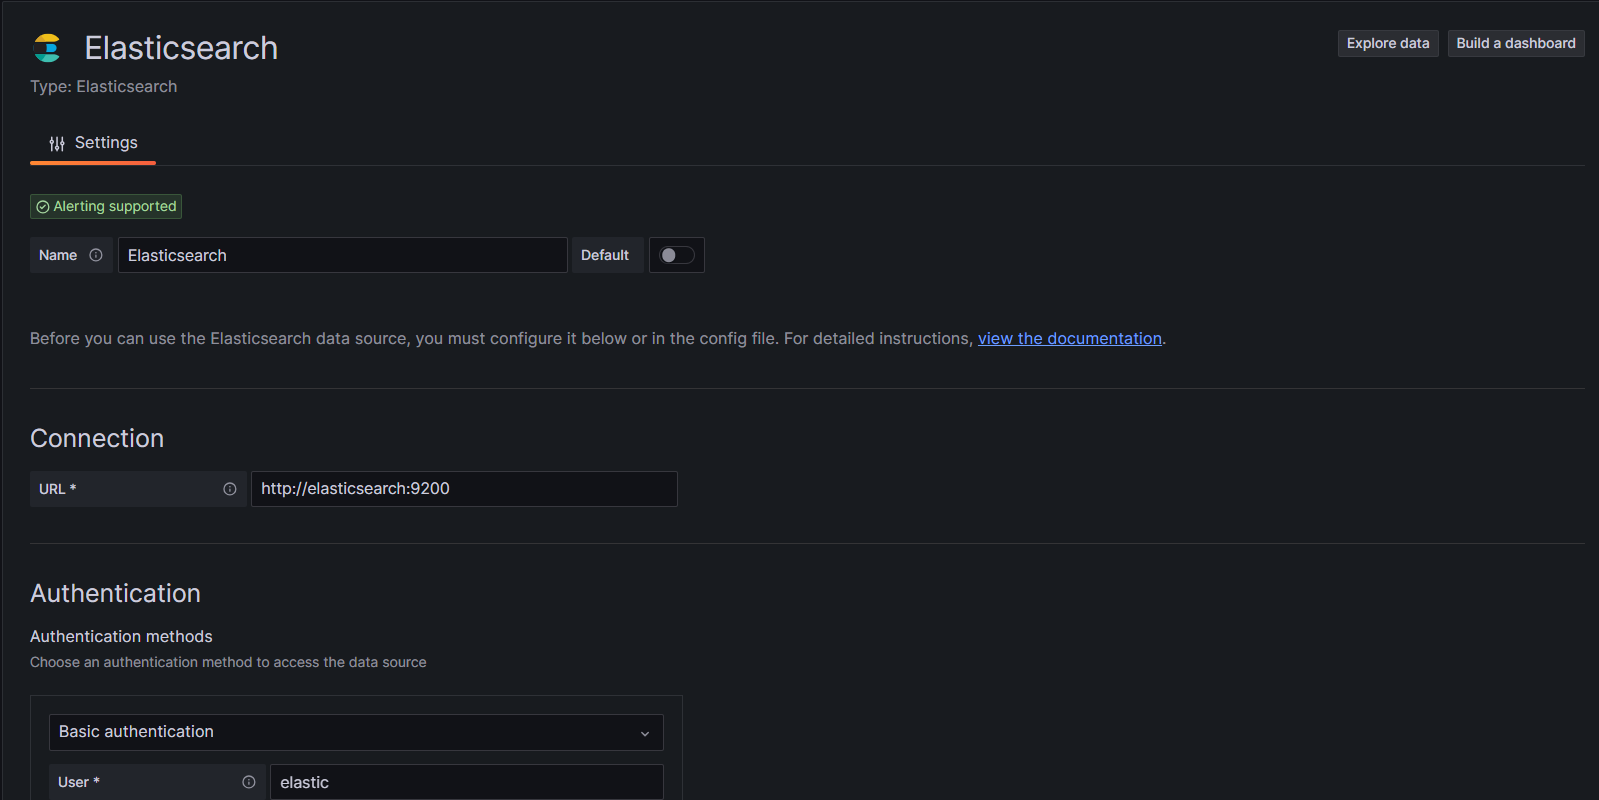 Elasticsearch
Explore data
Build a dashboard
Type: Elasticsearch
Settings
Alerting supported
Name
Elasticsearch
Default
Before you can use the Elasticsearch data source, you must configure it below or in the config file. For detailed instructions, view the documentation.
Connection
URL *
http://elasticsearch:9200
Authentication
Authentication methods
Choose an authentication method to access the data source
Basic authentication
User *
elastic